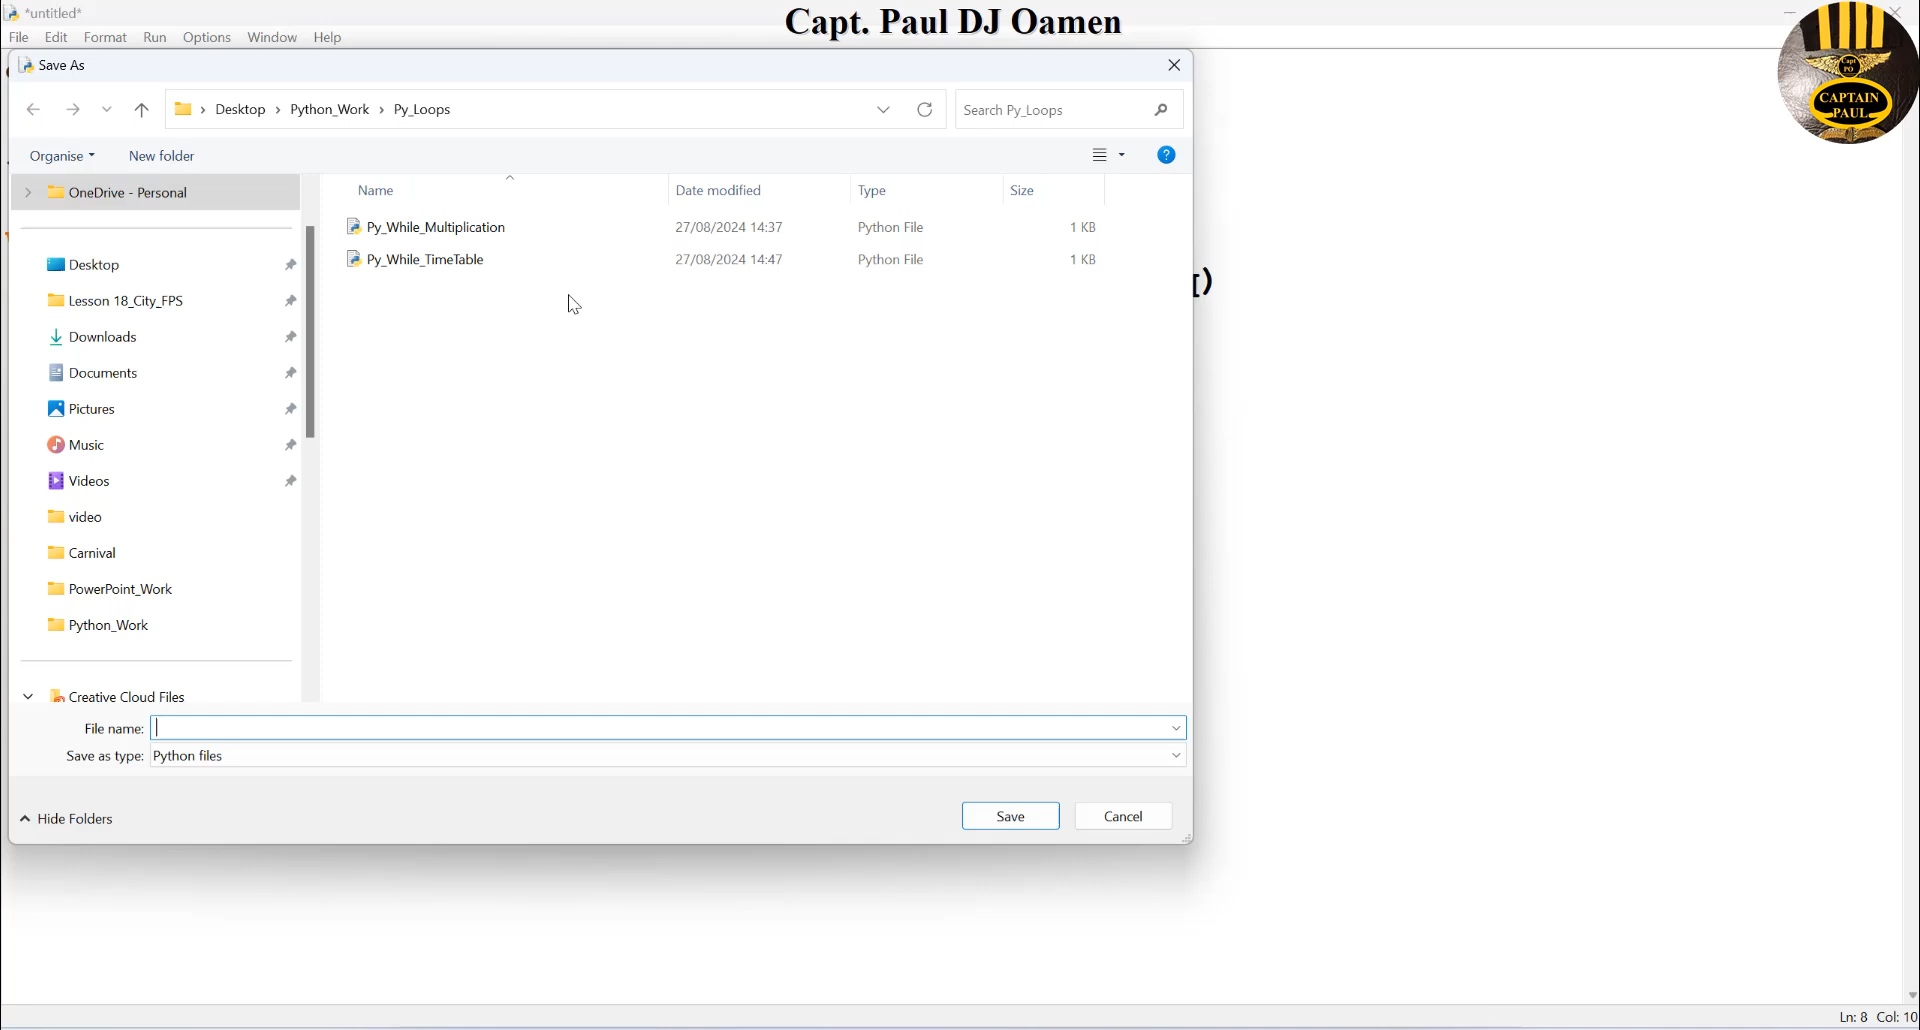 *untitled*
Capt. Paul DJ Oamen
File Edit Format Run Options Window Help
Save As
Desktop > Python_Work > Py_Loops
Search Py_Loops
Organise New folder
?
OneDrive - Personal
Name Date modified Type Size
Py_While_Multiplication 27/08/2024 14:37 Python File 1 KB
Py_While_TimeTable 27/08/2024 14:47 Python File 1 KB
Desktop
Lesson 18_City_FPS
Downloads
Documents
Pictures
Music
Videos
video
Carnival
PowerPoint_Work
Python_Work
Creative Cloud Files
File name:
Save as type: Python files
Hide Folders
Save Cancel
)
Capt
PO
CAPTAIN
PAUL
Ln: 8 Col: 10